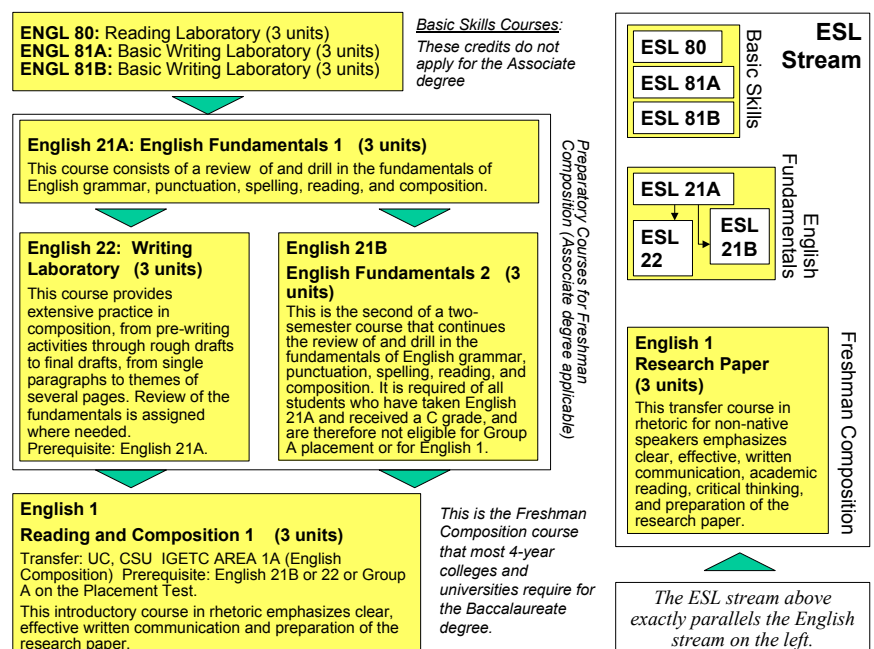 ENGL 80: Reading Laboratory (3 units)
ENGL 81A: Basic Writing Laboratory (3 units)
ENGL 81B: Basic Writing Laboratory (3 units)
Basic Skills Courses:
These credits do not
apply for the Associate
degree
English 21A: English Fundamentals 1 (3 units)
This course consists of a review of and drill in the fundamentals of
English grammar, punctuation, spelling, reading, and composition.
English 22: Writing
Laboratory (3 units)
This course provides
extensive practice in
composition, from pre-writing
activities through rough drafts
to final drafts, from single
paragraphs to themes of
several pages. Review of the
fundamentals is assigned
where needed.
Prerequisite: English 21A.
English 21B
English Fundamentals 2 (3
units)
This is the second of a two-
semester course that continues
the review of and drill in the
fundamentals of English grammar,
punctuation, spelling, reading, and
composition. It is required of all
students who have taken English
21A and received a C grade, and
are therefore not eligible for Group
A placement or for English 1.
Preparatory Courses for Freshman
Composition (Associate degree applicable)
English 1
Reading and Composition 1 (3 units)
Transfer: UC, CSU IGETC AREA 1A (English
Composition) Prerequisite: English 21B or 22 or Group
A on the Placement Test.
This introductory course in rhetoric emphasizes clear,
effective written communication and preparation of the
research paper.
This is the Freshman
Composition course
that most 4-year
colleges and
universities require for
the Baccalaureate
degree.
ESL
Stream
ESL 80
ESL 81A
ESL 81B
Basic Skills
ESL 21A
ESL
22
ESL
21B
English
Fundamentals
English 1
Research Paper
(3 units)
This transfer course in
rhetoric for non-native
speakers emphasizes
clear, effective, written
communication, academic
reading, critical thinking,
and preparation of the
research paper.
Freshman Composition
The ESL stream above
exactly parallels the English
stream on the left.